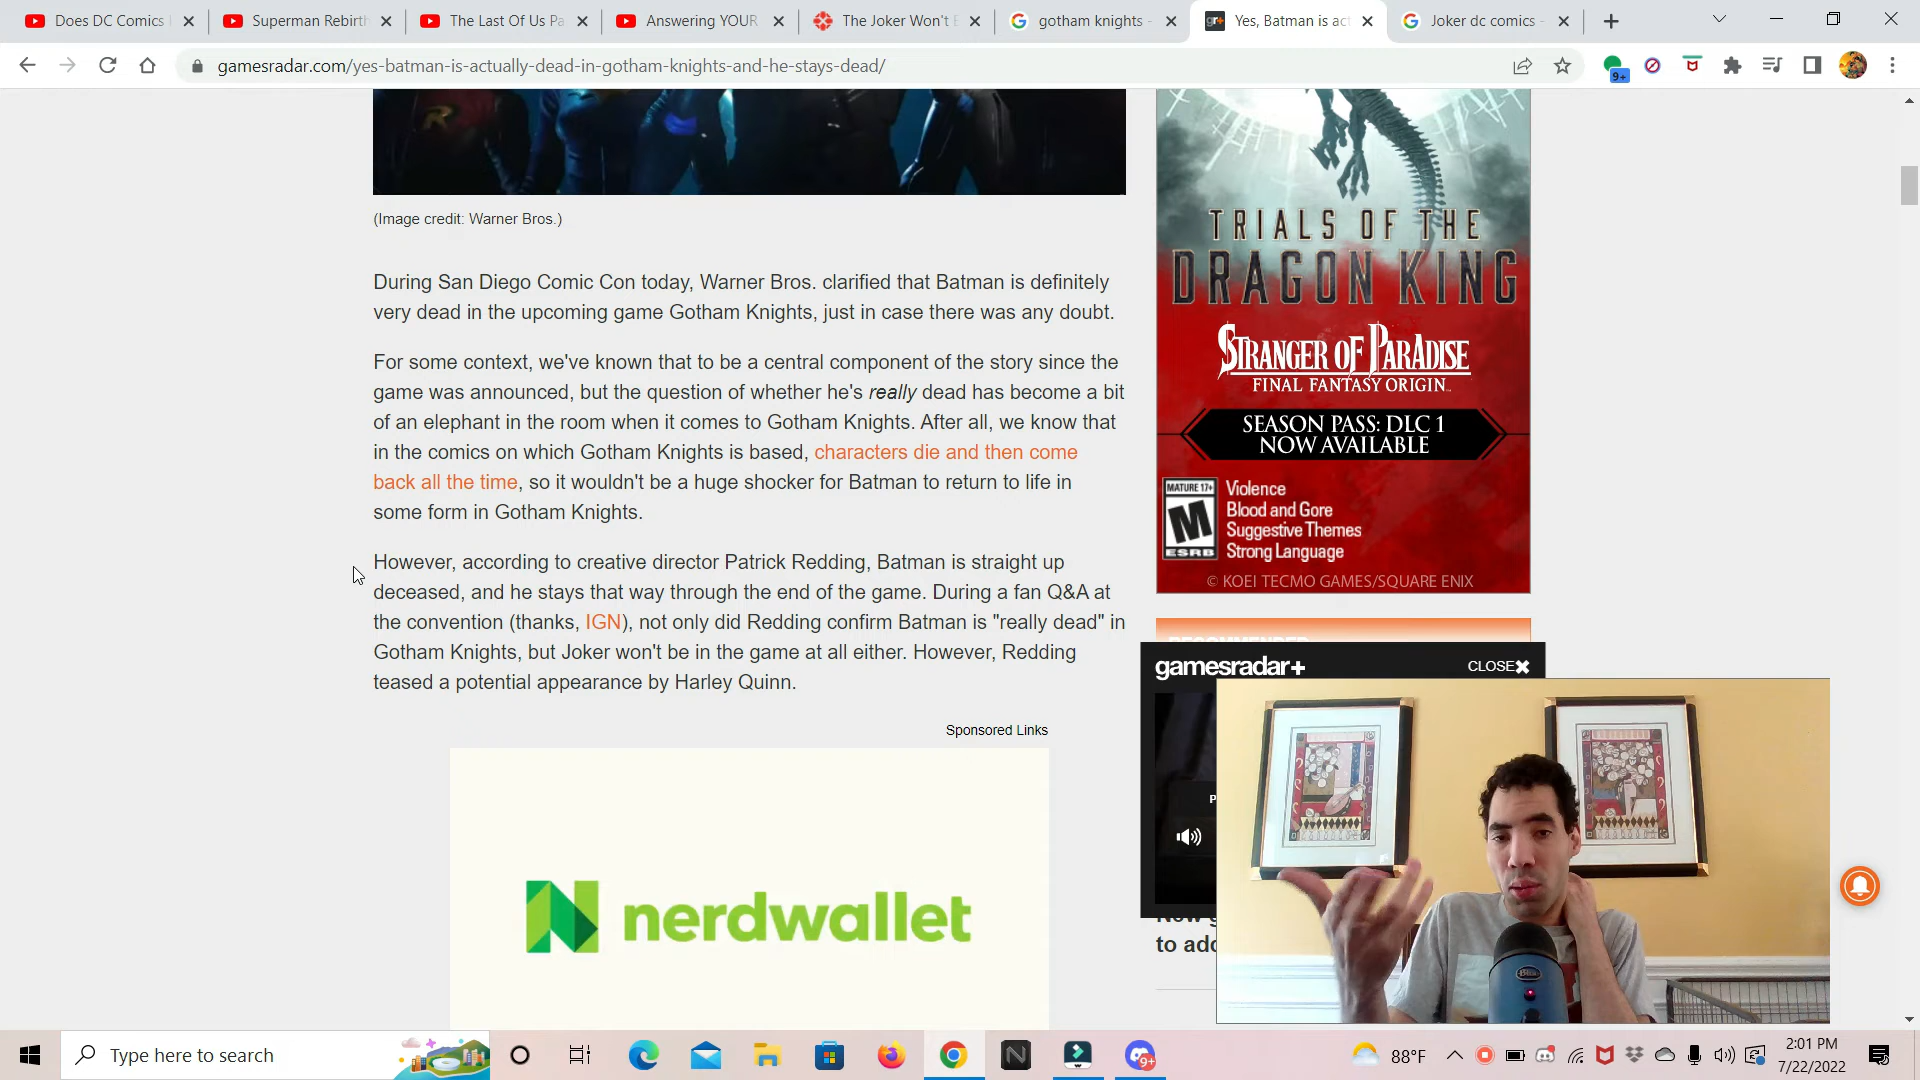 Does DC Comics
Superman Rebirth
The Last Of Us Pa
Answering YOUR
The Joker Won't B
gotham knights -
Yes, Batman is act
Joker dc comics -
gamesradar.com/yes-batman-is-actually-dead-in-gotham-knights-and-he-stays-dead/
9+
(Image credit: Warner Bros.)
During San Diego Comic Con today, Warner Bros. clarified that Batman is definitely
very dead in the upcoming game Gotham Knights, just in case there was any doubt.
For some context, we've known that to be a central component of the story since the
game was announced, but the question of whether he's really dead has become a bit
of an elephant in the room when it comes to Gotham Knights. After all, we know that
in the comics on which Gotham Knights is based, characters die and then come
back all the time, so it wouldn't be a huge shocker for Batman to return to life in
some form in Gotham Knights.
However, according to creative director Patrick Redding, Batman is straight up
deceased, and he stays that way through the end of the game. During a fan Q&A at
the convention (thanks, IGN), not only did Redding confirm Batman is "really dead" in
Gotham Knights, but Joker won't be in the game at all either. However, Redding
teased a potential appearance by Harley Quinn.
Sponsored Links
nerdwallet
TRIALS OF THE
DRAGON KING
STRANGER OF PARADISE
FINAL FANTASY ORIGIN
SEASON PASS: DLC 1
NOW AVAILABLE
MATURE 17+
M
ESRB
Violence
Blood and Gore
Suggestive Themes
Strong Language
© KOEI TECMO GAMES/SQUARE ENIX
RECOMMENDED
gamesradar+
CLOSE
P
to add
Type here to search
9+
88°F
2:01 PM
7/22/2022